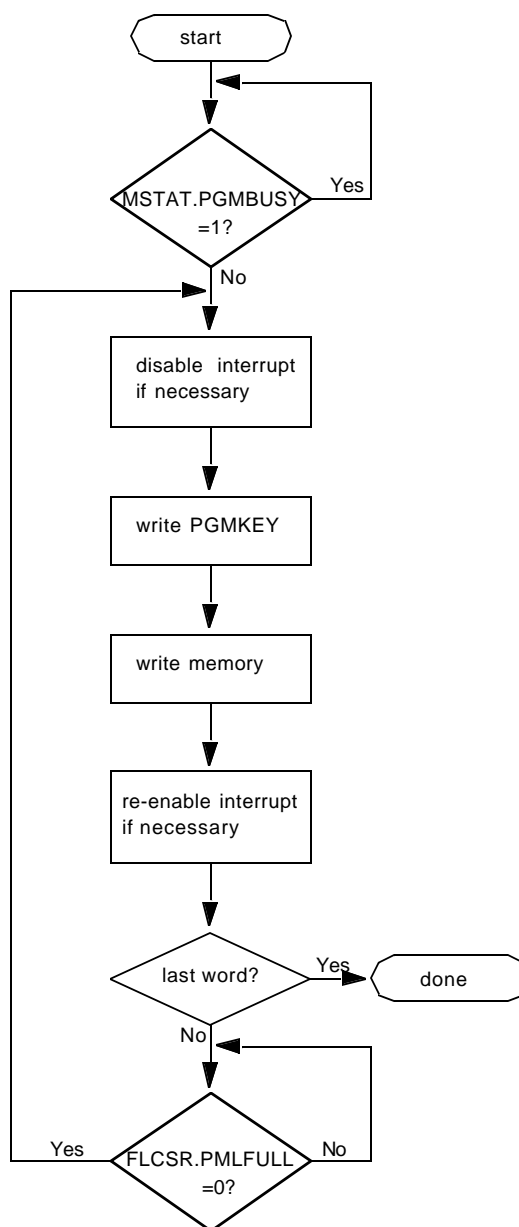 start
MSTAT.PGMBUSY
=1?
Yes
No
disable interrupt
if necessary
write PGMKEY
write memory
re-enable interrupt
if necessary
last word?
Yes
done
No
FLCSR.PMLFULL
=0?
Yes
No